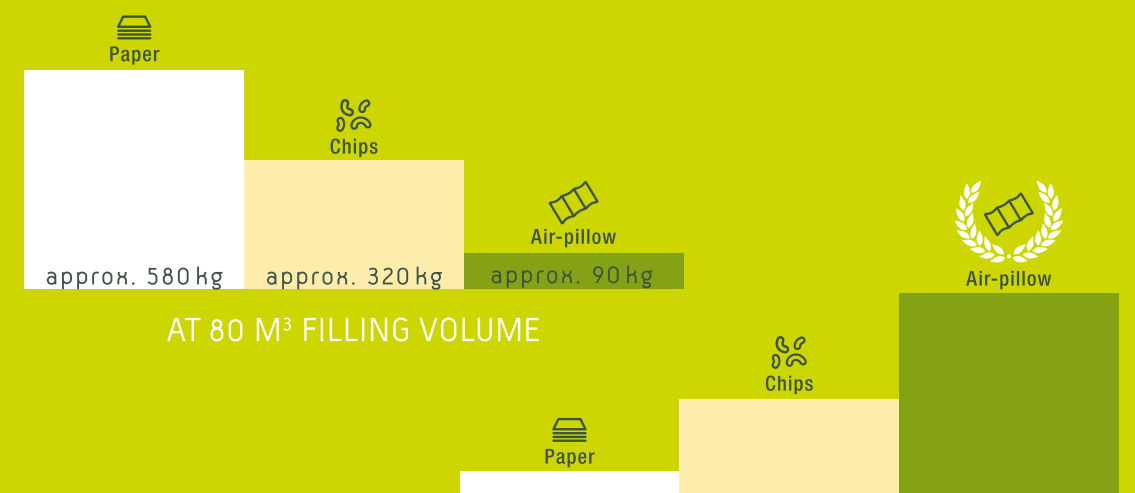 Paper
Chips
Air-pillow
approx. 580 kg
approx. 320 kg
approx. 90 kg
AT 80 M³ FILLING VOLUME
Air-pillow
Chips
Paper